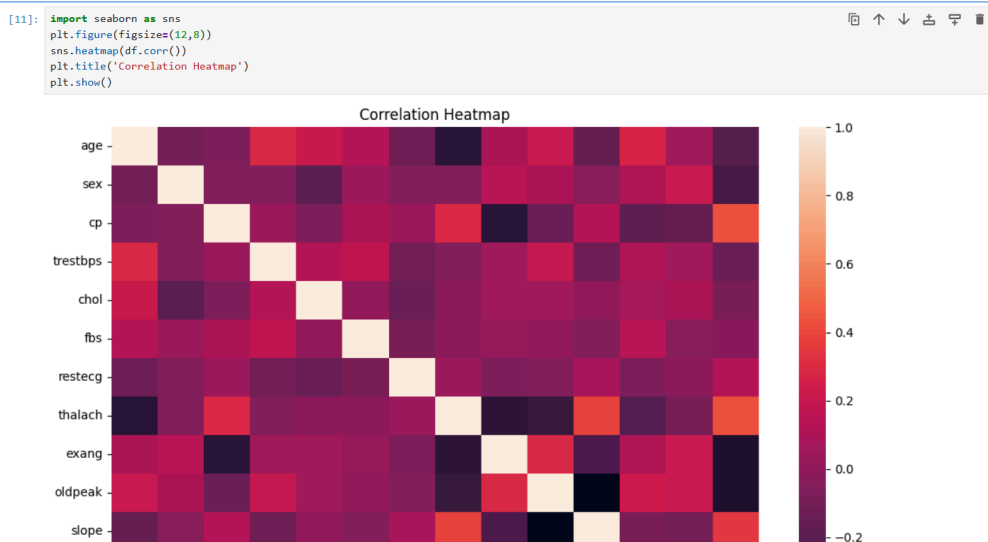 [11]: import seaborn as sns
plt.figure(figsize=(12,8))
sns.heatmap(df.corr())
plt.title('Correlation Heatmap')
plt.show()
Correlation Heatmap
age
sex
cp
trestbps
chol
fbs
restecg
thalach
exang
oldpeak
slope
1.0
0.8
0.6
0.4
0.2
0.0
-0.2